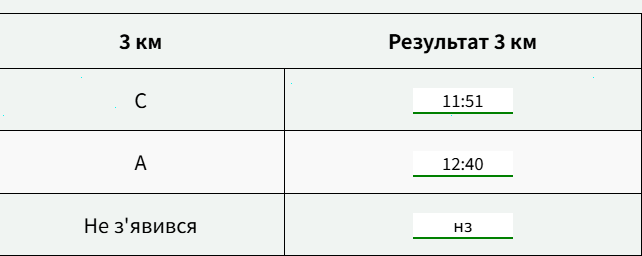 3 км Результат 3 км
С 11:51
А 12:40
Не з'явився нз